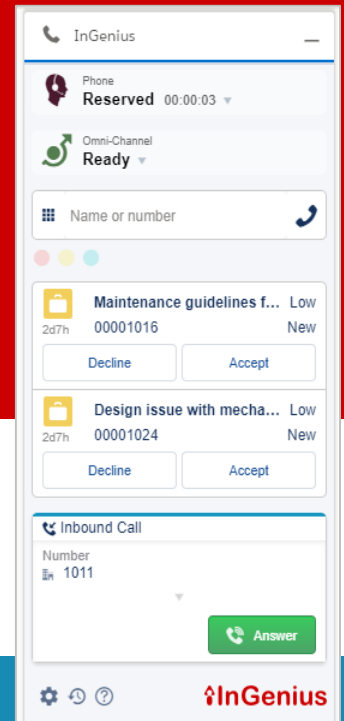 InGenius
Phone
Reserved 00:00:03
Omni-Channel
Ready
Name or number
Maintenance guidelines f... Low
2d7h 00001016 New
Decline Accept
Design issue with mecha... Low
2d7h 00001024 New
Decline Accept
Inbound Call
Number
1011
Answer
InGenius